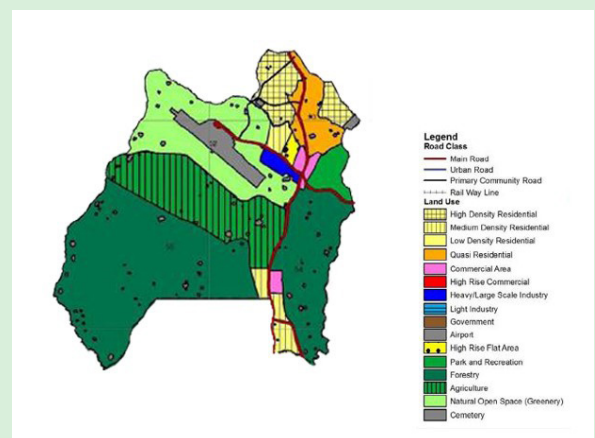 Legend
Road Class
Main Road
Urban Road
Primary Community Road
Rail Way Line
Land Use
High Density Residential
Medium Density Residential
Low Density Residential
Quasi Residential
Commercial Area
High Rise Commercial
Heavy/Large Scale Industry
Light Industry
Government
Airport
High Rise Flat Area
Park and Recreation
Forestry
Agriculture
Natural Open Space (Greenery)
Cemetery